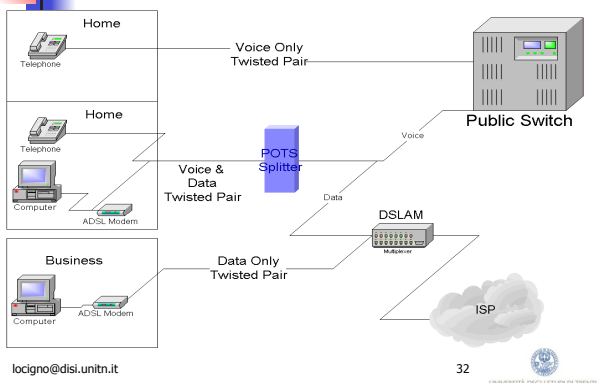 Home
Telephone
Voice Only
Twisted Pair
Public Switch
Home
Telephone
Computer
ADSL Modem
Voice &
Data
Twisted Pair
POTS
Splitter
Voice
Data
DSLAM
Multiplexer
Business
Computer
ADSL Modem
Data Only
Twisted Pair
ISP
locigno@disi.unitn.it
32